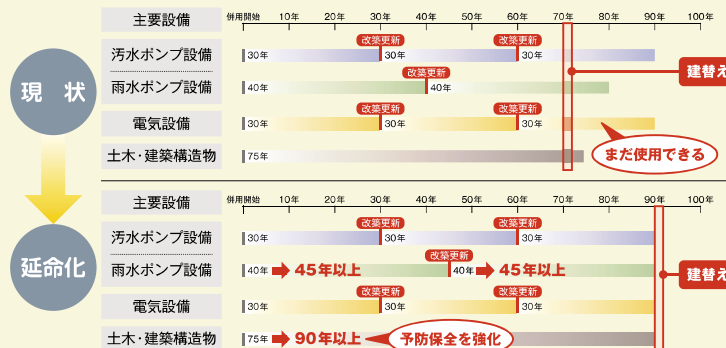 主要設備 併用開始 10年 20年 30年 40年 50年 60年 70年 80年 90年 100年
現 状
汚水ポンプ設備 30年 改築更新 30年 改築更新 30年
雨水ポンプ設備 40年 改築更新 40年
建替え
電気設備 30年 改築更新 30年 改築更新 30年
まだ使用できる
土木・建築構造物 75年
主要設備 併用開始 10年 20年 30年 40年 50年 60年 70年 80年 90年 100年
延命化
汚水ポンプ設備 30年 改築更新 30年 改築更新 30年
雨水ポンプ設備 40年 45年以上 改築更新 40年 45年以上
建替え
電気設備 30年 改築更新 30年 改築更新 30年
土木・建築構造物 75年 90年以上 予防保全を強化